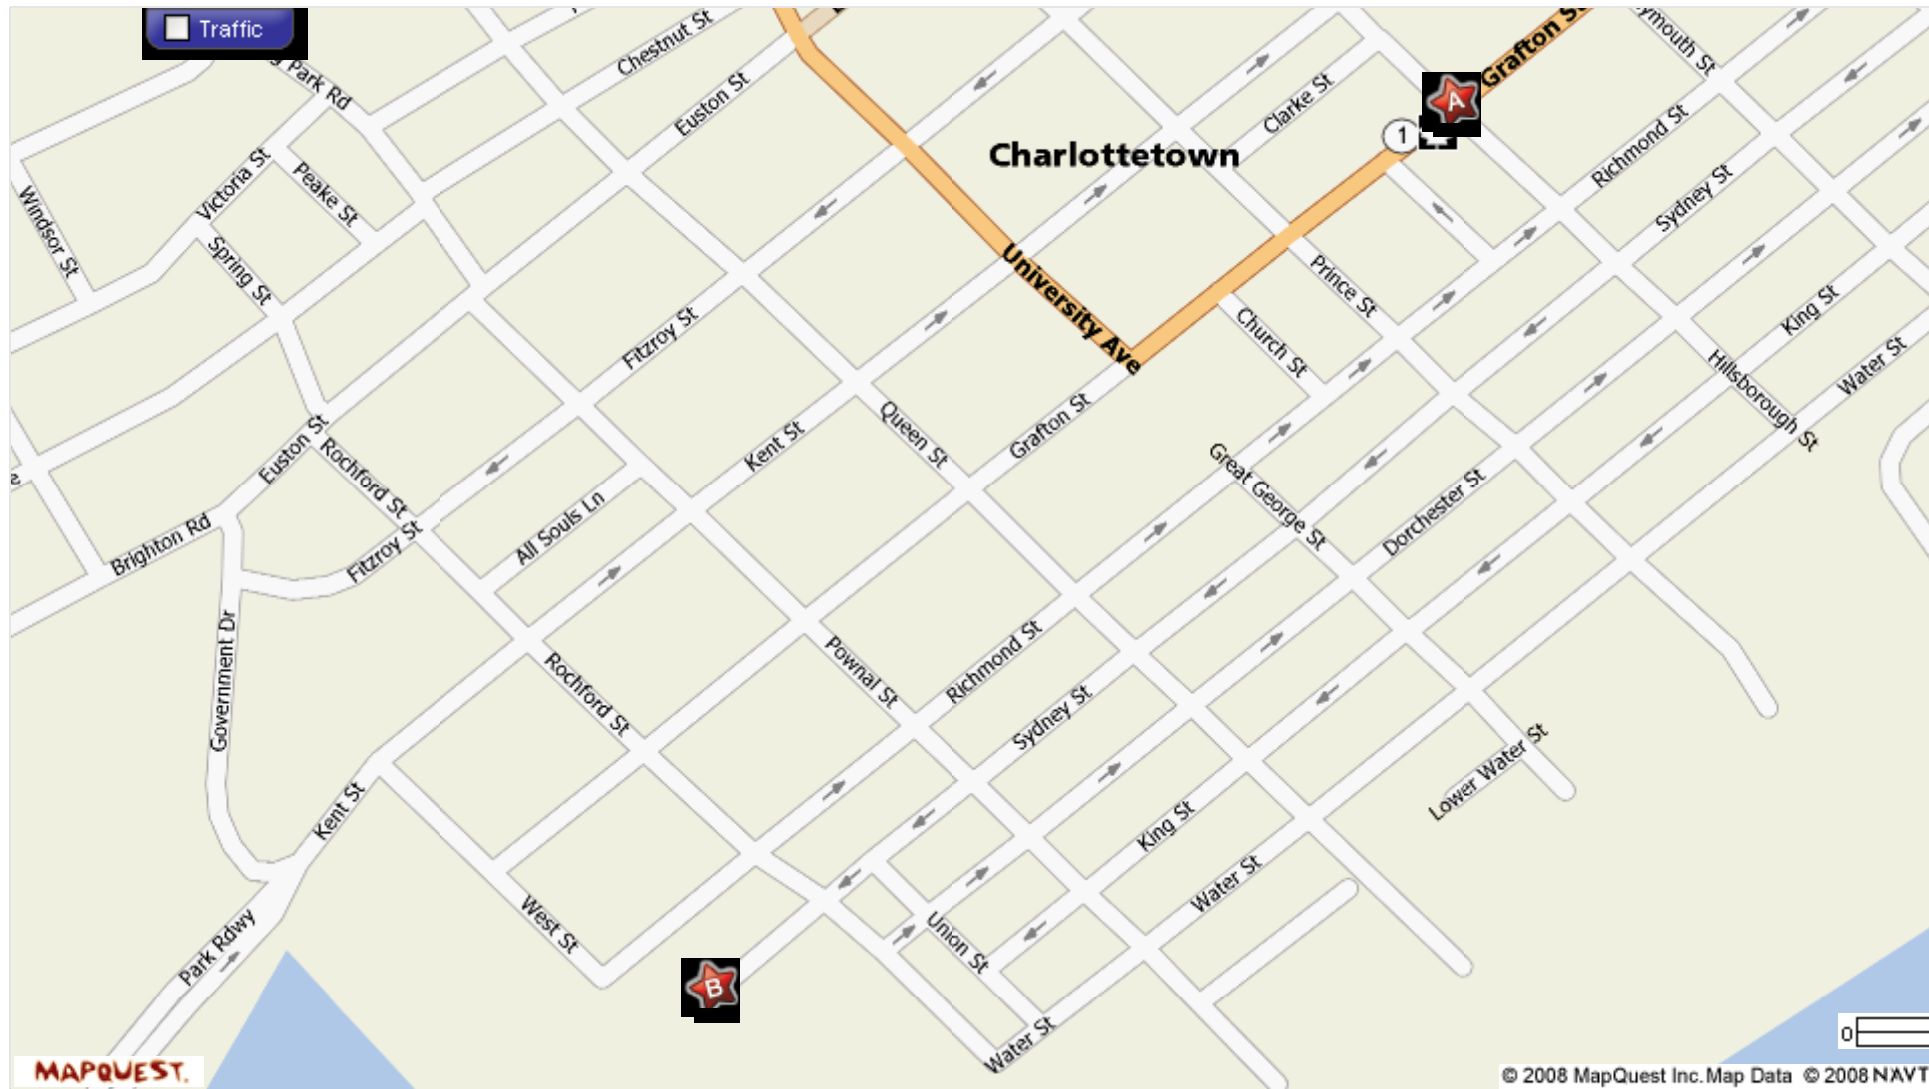 Traffic
Park Rd
Chestnut St
Euston St
Grafton
Clarke St
Richmond St
Charlottetown
1
A
Victoria St
Peake St
Windsor St
Spring St
Sydney St
University Ave
Prince St
Fitzroy St
Church St
King St
Water St
Hillsborough St
Queen St
Grafton St
Kent St
Euston St
Rochford St
Great George St
Dorchester St
All Souls Ln
Brighton Rd
Fitzroy St
Government Dr
Richmond St
Pownal St
Rochford St
Sydney St
Lower Water St
Kent St
King St
Water St
West St
Union St
Park Rdwy
B
Water St
0
MAPQUEST.
© 2008 MapQuest Inc. Map Data © 2008 NAVT